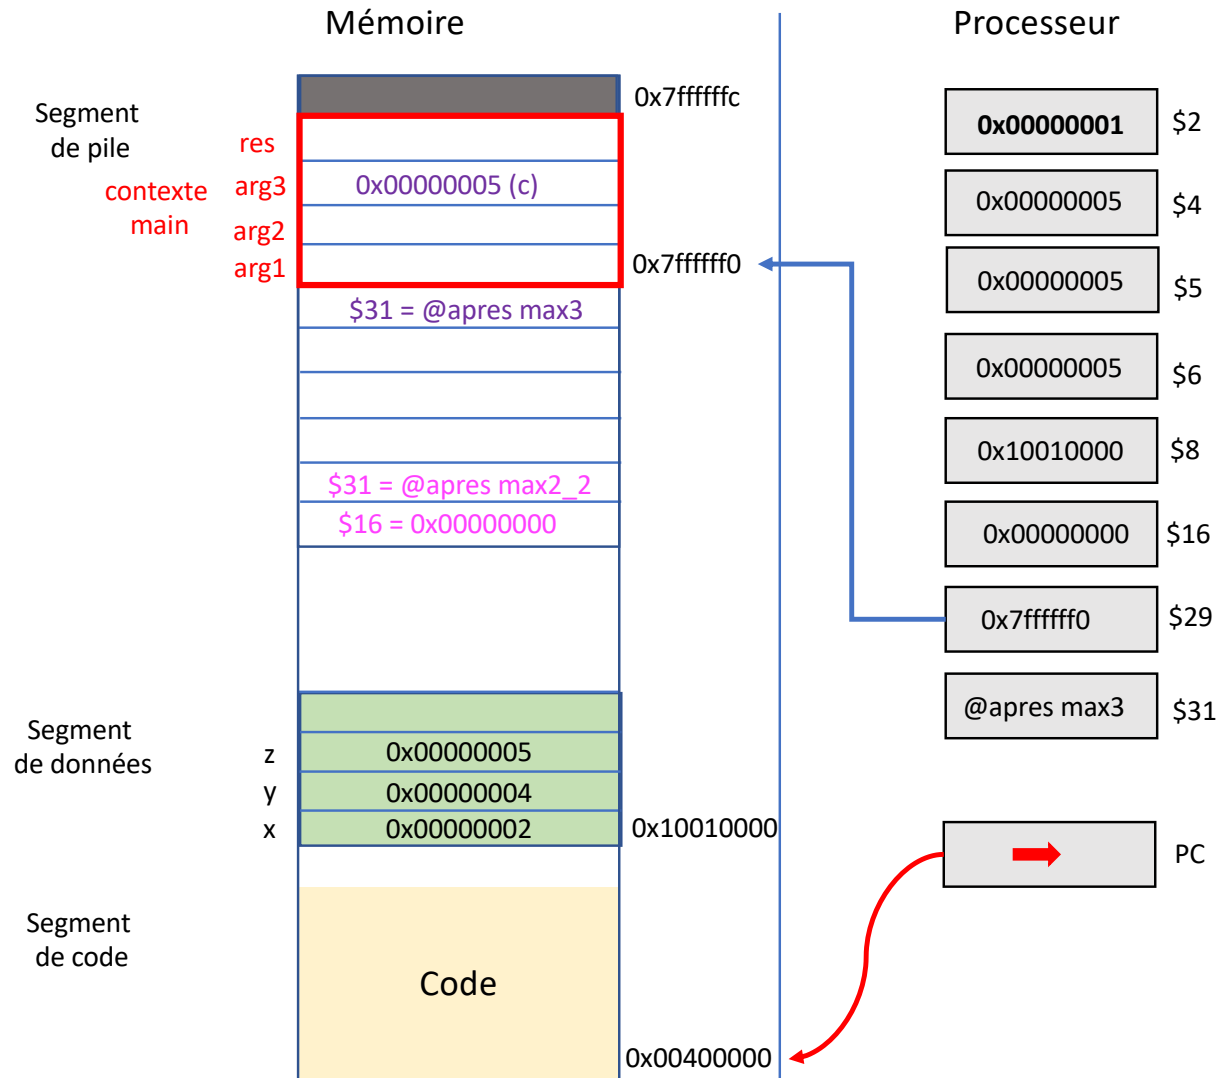 Mémoire
Processeur
Segment
de pile
0x7ffffffc
res
contexte
main
arg3
0x00000005 (c)
arg2
arg1
0x7ffffff0
$31 = @apres max3
$31 = @apres max2_2
$16 = 0x00000000
0x00000001 $2
0x00000005 $4
0x00000005 $5
0x00000005 $6
0x10010000 $8
0x00000000 $16
0x7ffffff0 $29
@apres max3 $31
PC
Segment
de données
z 0x00000005
y 0x00000004
x 0x00000002 0x10010000
Segment
de code
Code
0x00400000